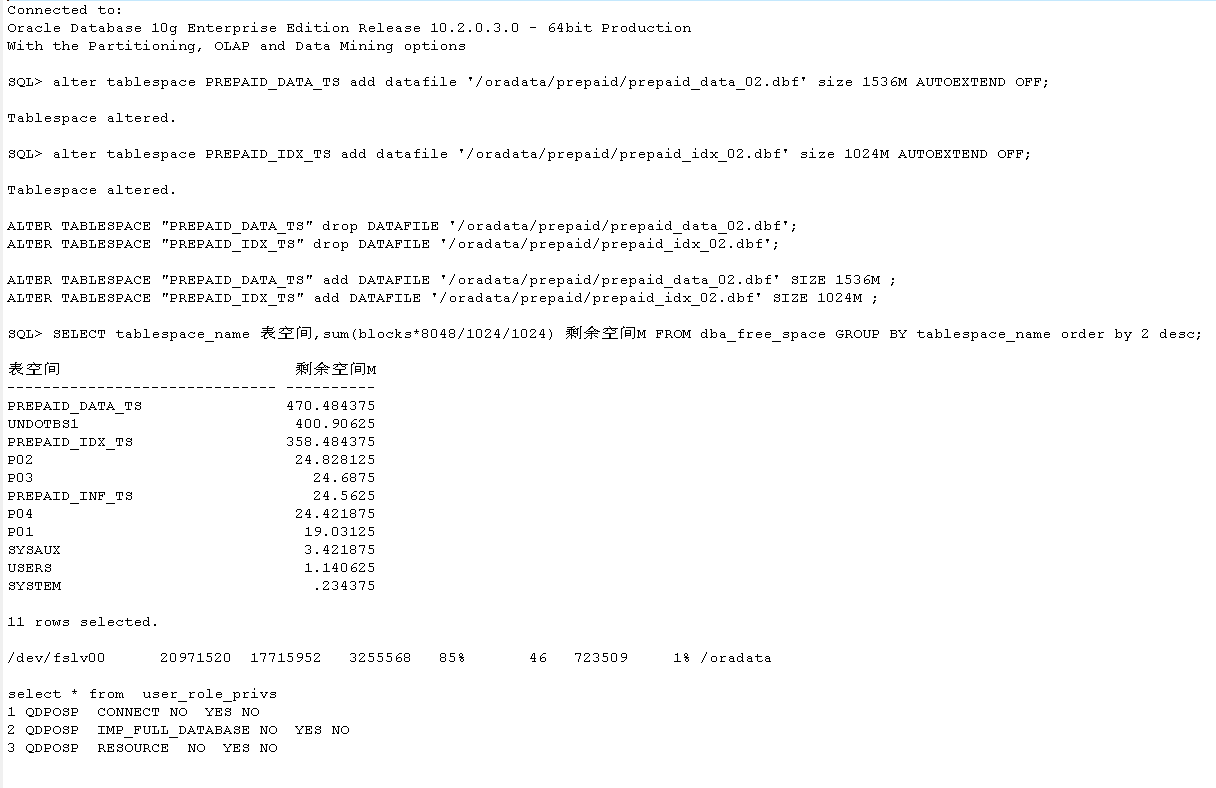 Connected to:
Oracle Database 10g Enterprise Edition Release 10.2.0.3.0 - 64bit Production
With the Partitioning, OLAP and Data Mining options
SQL> alter tablespace PREPAID_DATA_TS add datafile '/oradata/prepaid/prepaid_data_02.dbf' size 1536M AUTOEXTEND OFF;
Tablespace altered.
SQL> alter tablespace PREPAID_IDX_TS add datafile '/oradata/prepaid/prepaid_idx_02.dbf' size 1024M AUTOEXTEND OFF;
Tablespace altered.
ALTER TABLESPACE "PREPAID_DATA_TS" drop DATAFILE '/oradata/prepaid/prepaid_data_02.dbf';
ALTER TABLESPACE "PREPAID_IDX_TS" drop DATAFILE '/oradata/prepaid/prepaid_idx_02.dbf';
ALTER TABLESPACE "PREPAID_DATA_TS" add DATAFILE '/oradata/prepaid/prepaid_data_02.dbf' SIZE 1536M ;
ALTER TABLESPACE "PREPAID_IDX_TS" add DATAFILE '/oradata/prepaid/prepaid_idx_02.dbf' SIZE 1024M ;
SQL> SELECT tablespace_name 表空间,sum(blocks*8048/1024/1024) 剩余空间M FROM dba_free_space GROUP BY tablespace_name order by 2 desc;
表空间 剩余空间M
------------------------------ ----------
PREPAID_DATA_TS 470.484375
UNDOTBS1 400.90625
PREPAID_IDX_TS 358.484375
P02 24.828125
P03 24.6875
PREPAID_INF_TS 24.5625
P04 24.421875
P01 19.03125
SYSAUX 3.421875
USERS 1.140625
SYSTEM .234375
11 rows selected.
/dev/fslv00 20971520 17715952 3255568 85% 46 723509 1% /oradata
select * from user_role_privs
1 QDPOSP CONNECT NO YES NO
2 QDPOSP IMP_FULL_DATABASE NO YES NO
3 QDPOSP RESOURCE NO YES NO